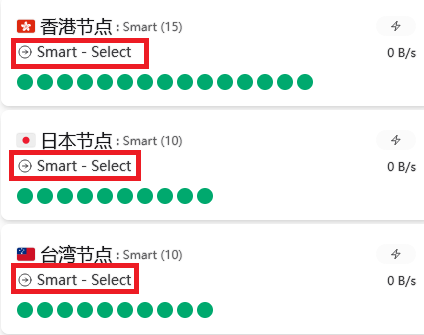 香港节点 : Smart (15)
Smart - Select 0 B/s
日本节点 : Smart (10)
Smart - Select 0 B/s
台湾节点 : Smart (10)
Smart - Select 0 B/s